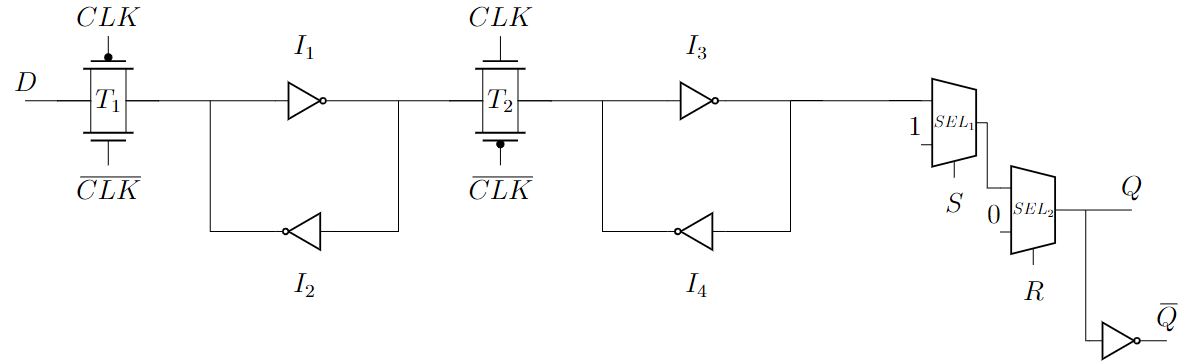 CLK
CLK
I₁
I₃
D
T₁
T₂
1
SEL₁
CLK̅
CLK̅
S
0
SEL₂
Q
I₂
I₄
R
Q̅